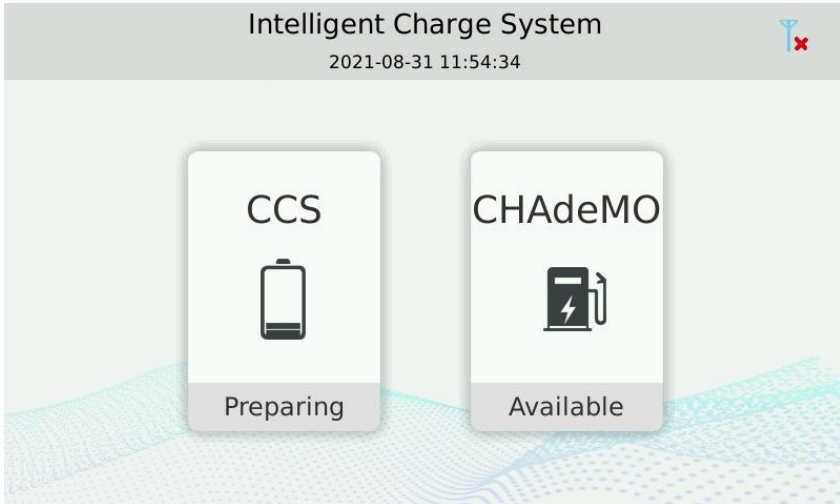 Intelligent Charge System
2021-08-31 11:54:34
CCS
CHAdeMO
Preparing
Available